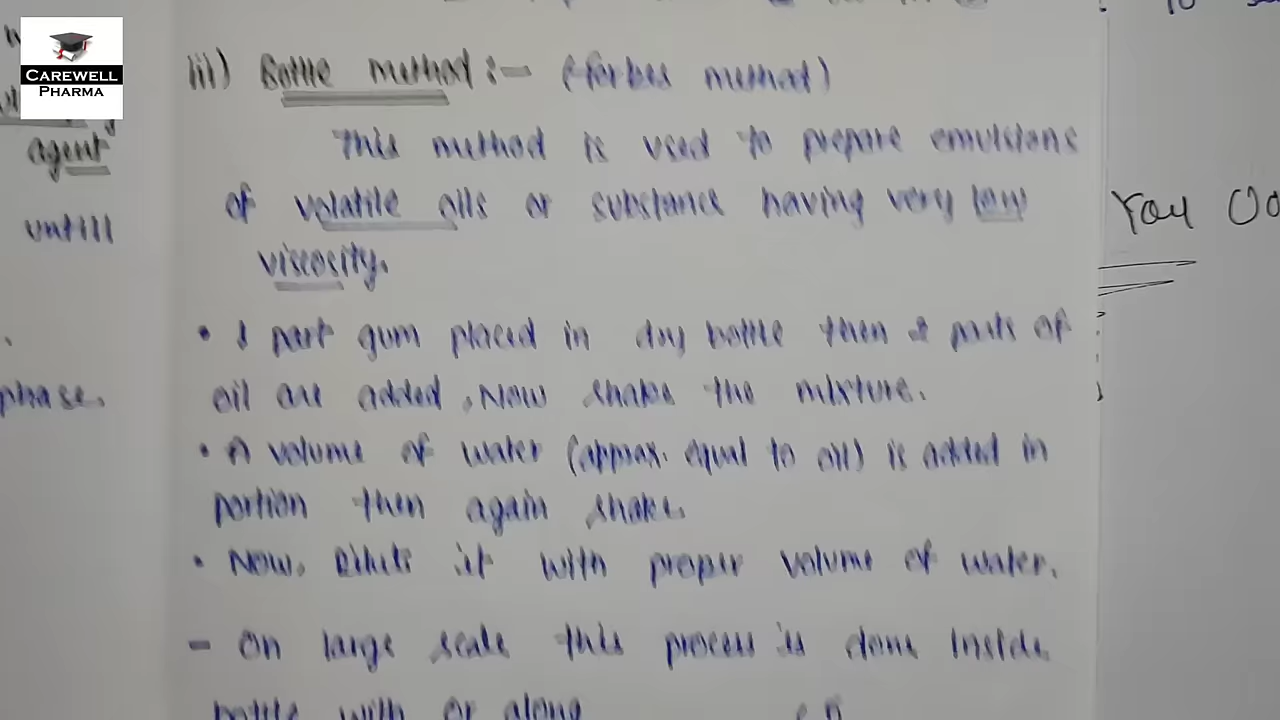 CAREWELL
PHARMA
agent
untill
phase.
iii) Bottle method :- (forbes method)
This method is used to prepare emulsions
of volatile oils or substance having very low
viscosity.
• 1 part gum placed in dry bottle then 2 parts of
oil are added. Now shake the mixture.
• A volume of water (approx. equal to oil) is added in
portion then again shake.
• Now, Dilute it with proper volume of water.
- On large scale this process is done inside
bottle with or along
You